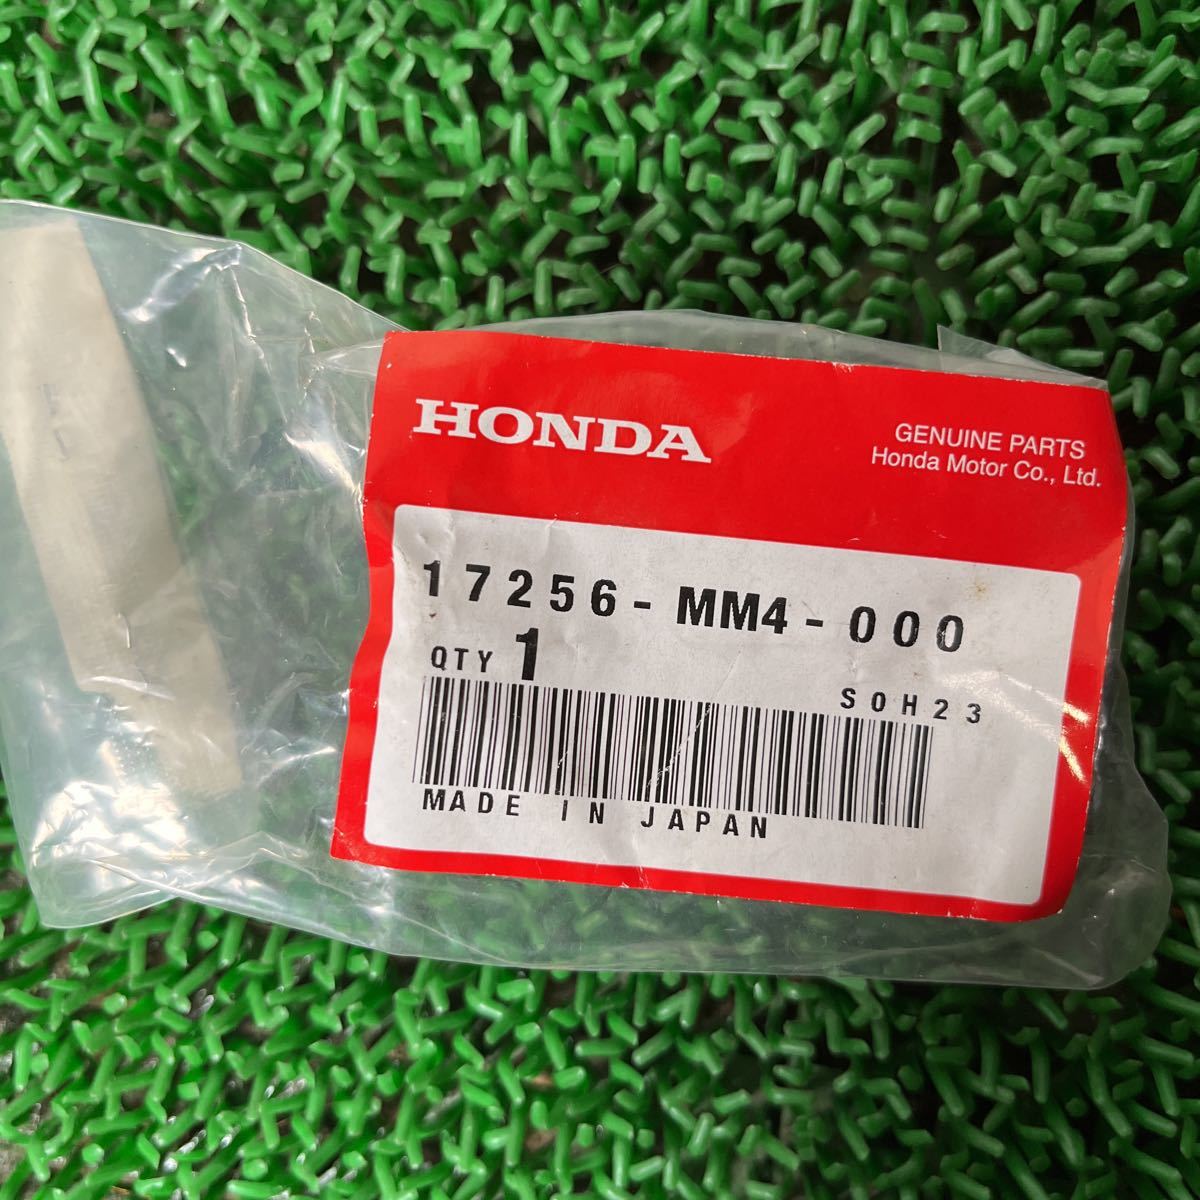 HONDA
GENUINE PARTS
Honda Motor Co., Ltd.
17256-MM4-000
QTY 1
S0H23
MADE IN JAPAN